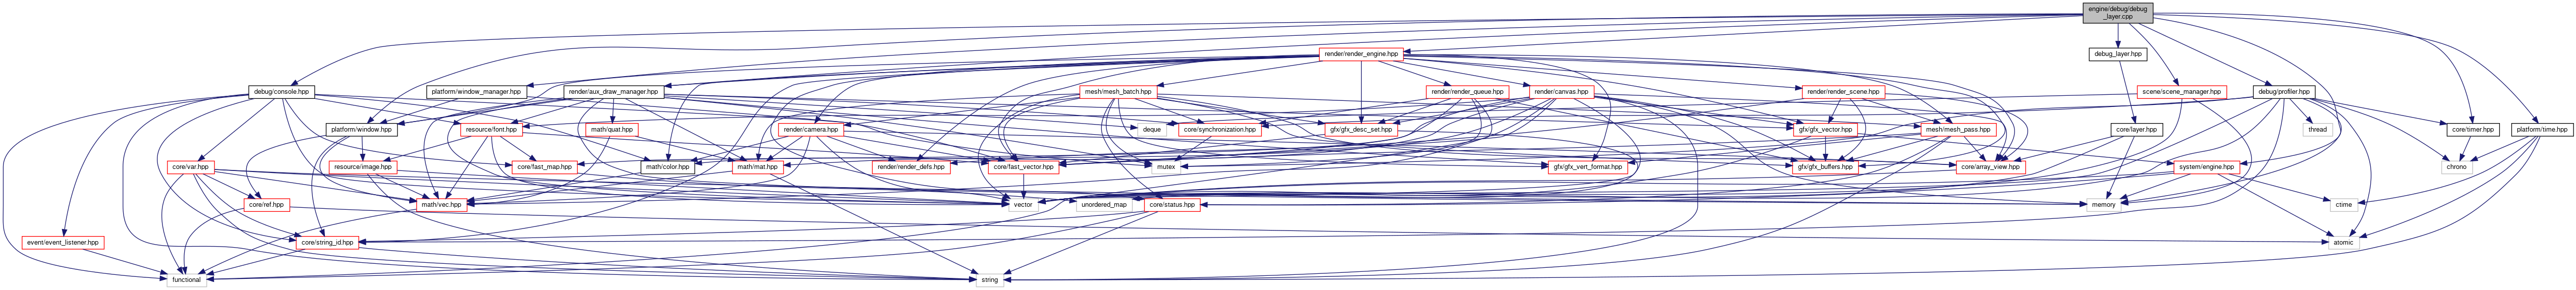 engine/debug/debug
_layer.cpp
render/render_engine.hpp
debug_layer.hpp
debug/console.hpp
platform/window_manager.hpp
render/aux_draw_manager.hpp
mesh/mesh_batch.hpp
render/render_queue.hpp
render/canvas.hpp
render/render_scene.hpp
scene/scene_manager.hpp
debug/profiler.hpp
platform/window.hpp
resource/font.hpp
math/quat.hpp
render/camera.hpp
deque
core/synchronization.hpp
gfx/gfx_desc_set.hpp
gfx/gfx_vector.hpp
mesh/mesh_pass.hpp
core/layer.hpp
thread
core/timer.hpp
platform/time.hpp
core/var.hpp
resource/image.hpp
core/fast_map.hpp
math/color.hpp
math/mat.hpp
render/render_defs.hpp
core/fast_vector.hpp
mutex
gfx/gfx_vert_format.hpp
gfx/gfx_buffers.hpp
core/array_view.hpp
system/engine.hpp
chrono
core/ref.hpp
math/vec.hpp
vector
unordered_map
core/status.hpp
memory
ctime
event/event_listener.hpp
core/string_id.hpp
atomic
functional
string